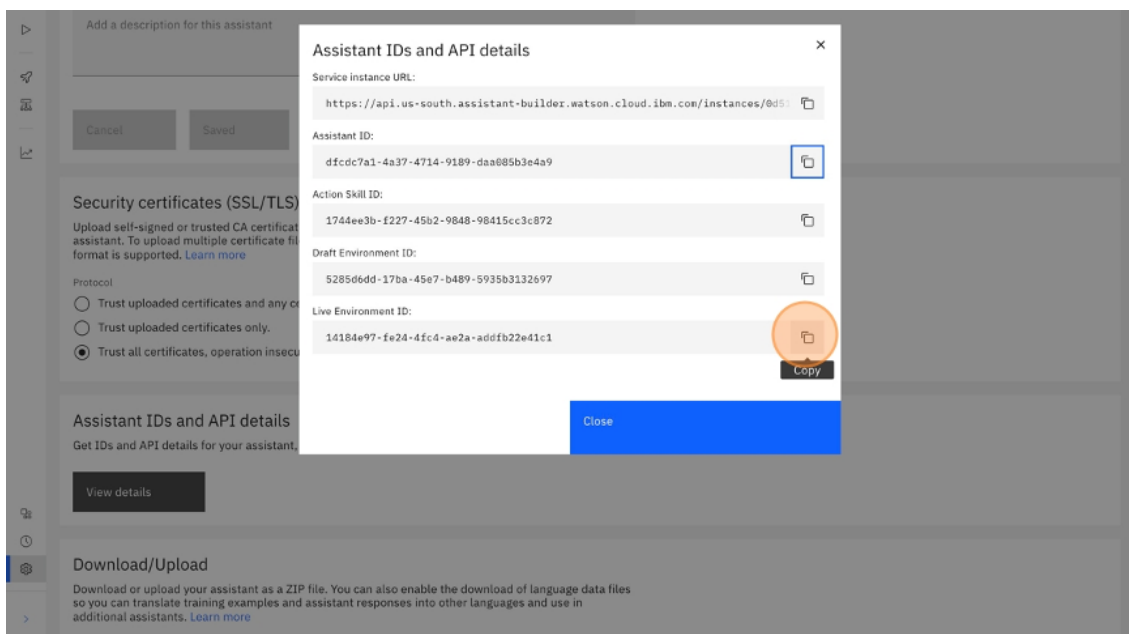 Add a description for this assistant
Cancel
Saved
Security certificates (SSL/TLS)
Upload self-signed or trusted CA certificat
assistant. To upload multiple certificate fil
format is supported. Learn more
Protocol
Trust uploaded certificates and any ce
Trust uploaded certificates only.
Trust all certificates, operation insecu
Assistant IDs and API details
Get IDs and API details for your assistant,
View details
Download/Upload
Download or upload your assistant as a ZIP file. You can also enable the download of language data files
so you can translate training examples and assistant responses into other languages and use in
additional assistants. Learn more
Assistant IDs and API details
Service instance URL:
https://api.us-south.assistant-builder.watson.cloud.ibm.com/instances/0d5
Assistant ID:
dfcdc7a1-4a37-4714-9189-daa085b3e4a9
Action Skill ID:
1744ee3b-f227-45b2-9848-98415cc3c872
Draft Environment ID:
5285d6dd-17ba-45e7-b489-5935b3132697
Live Environment ID:
14184e97-fe24-4fc4-ae2a-addfb22e41c1
Copy
Close